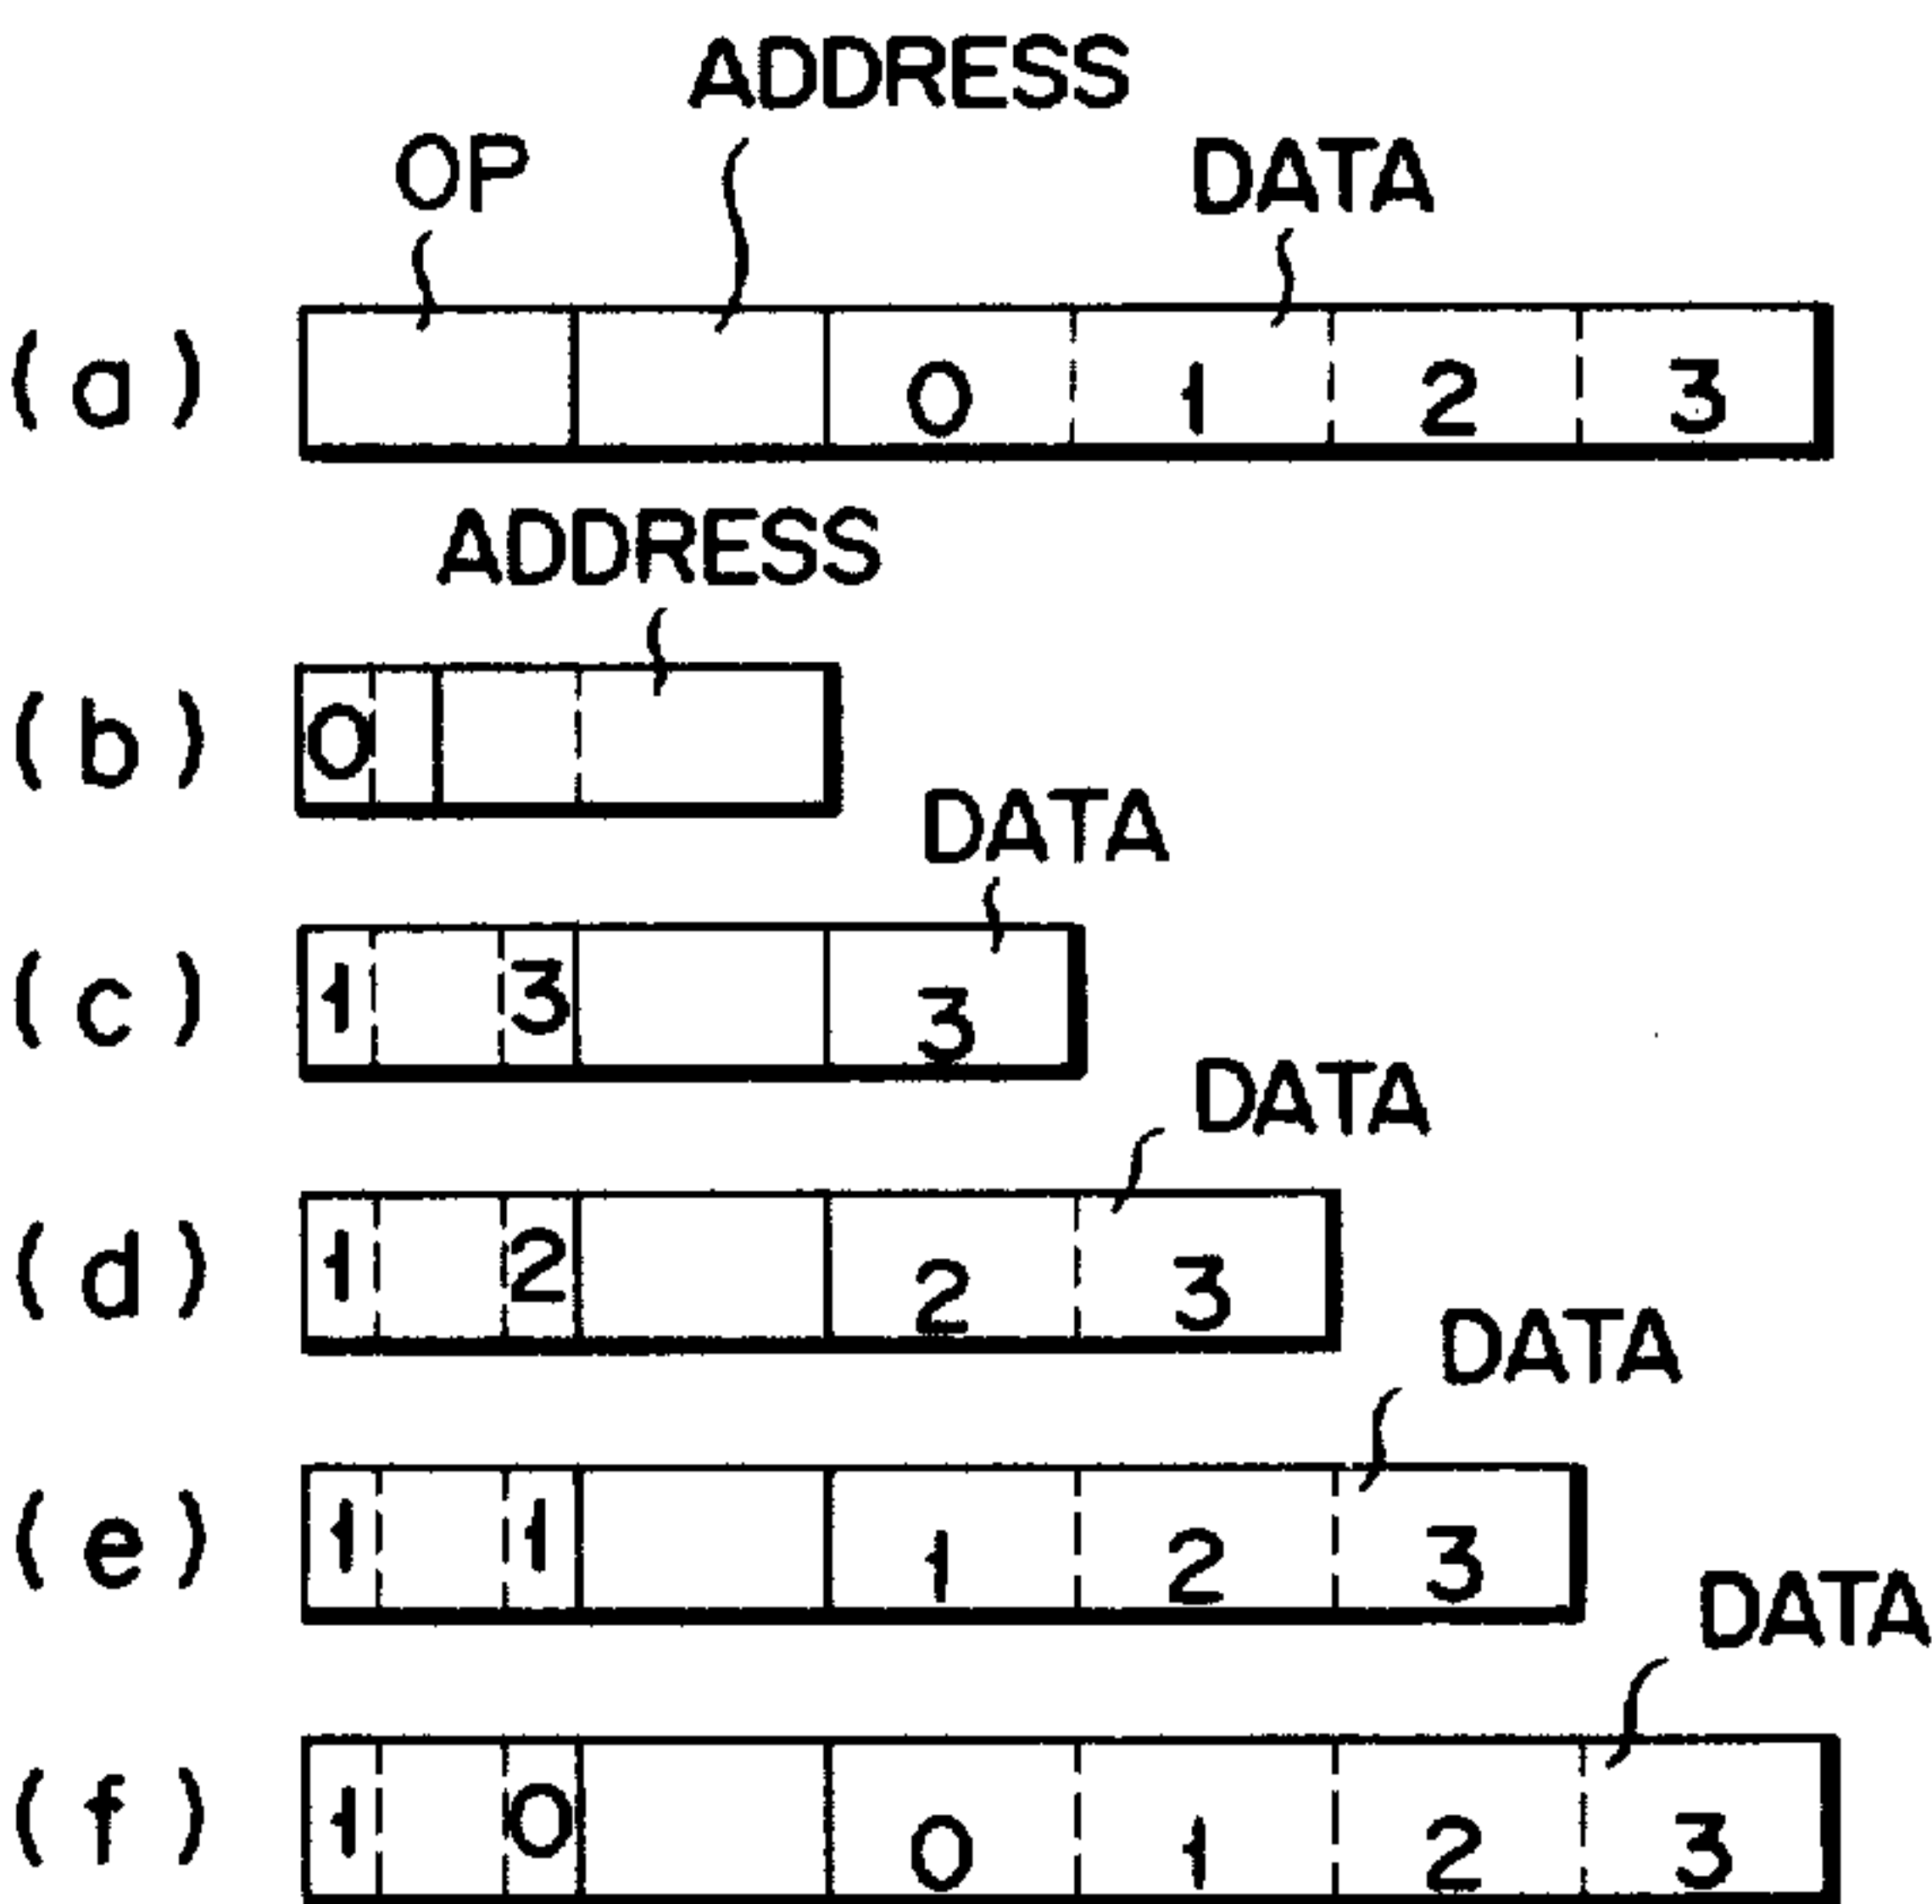 ADDRESS
OP DATA
(a) 0 1 2 3
ADDRESS
(b) 0
DATA
(c) 1 3 3
DATA
(d) 1 2 2 3
DATA
(e) 1 1 1 2 3
DATA
(f) 1 0 0 1 2 3